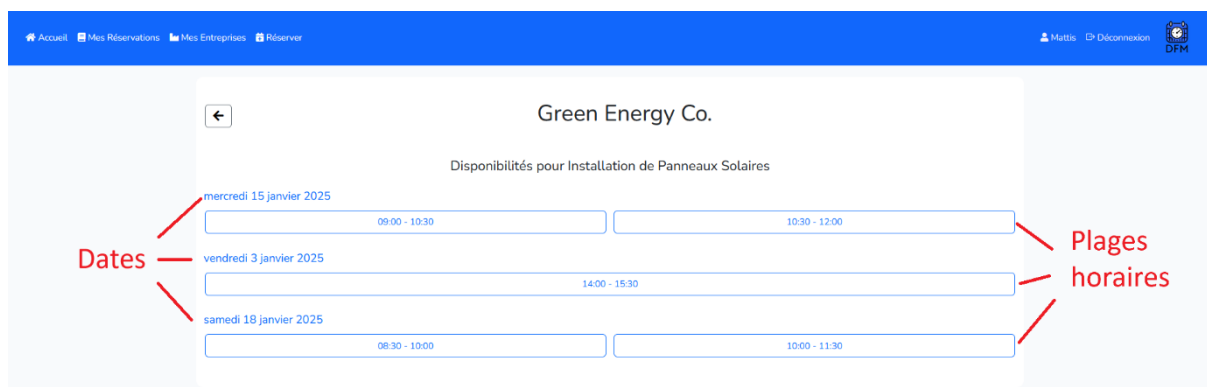 Accueil Mes Réservations Mes Entreprises Réserver Mattis Déconnexion
DFM
Green Energy Co.
Disponibilités pour Installation de Panneaux Solaires
mercredi 15 janvier 2025
09:00 - 10:30 10:30 - 12:00
Dates
vendredi 3 janvier 2025
Plages
horaires
14:00 - 15:30
samedi 18 janvier 2025
08:30 - 10:00 10:00 - 11:30